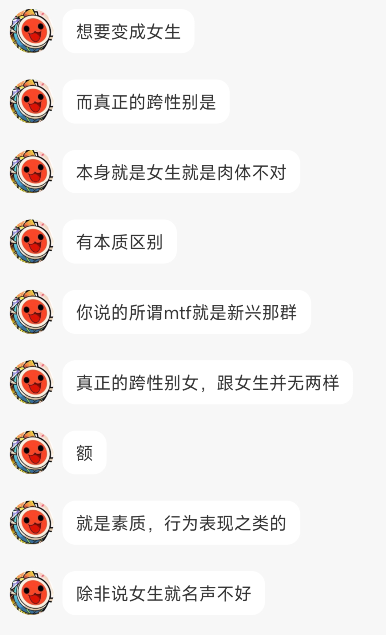 想要变成女生
而真正的跨性别是
本身就是女生就是肉体不对
有本质区别
你说的所谓mtf就是新兴那群
真正的跨性别女，跟女生并无两样
额
就是素质，行为表现之类的
除非说女生就名声不好